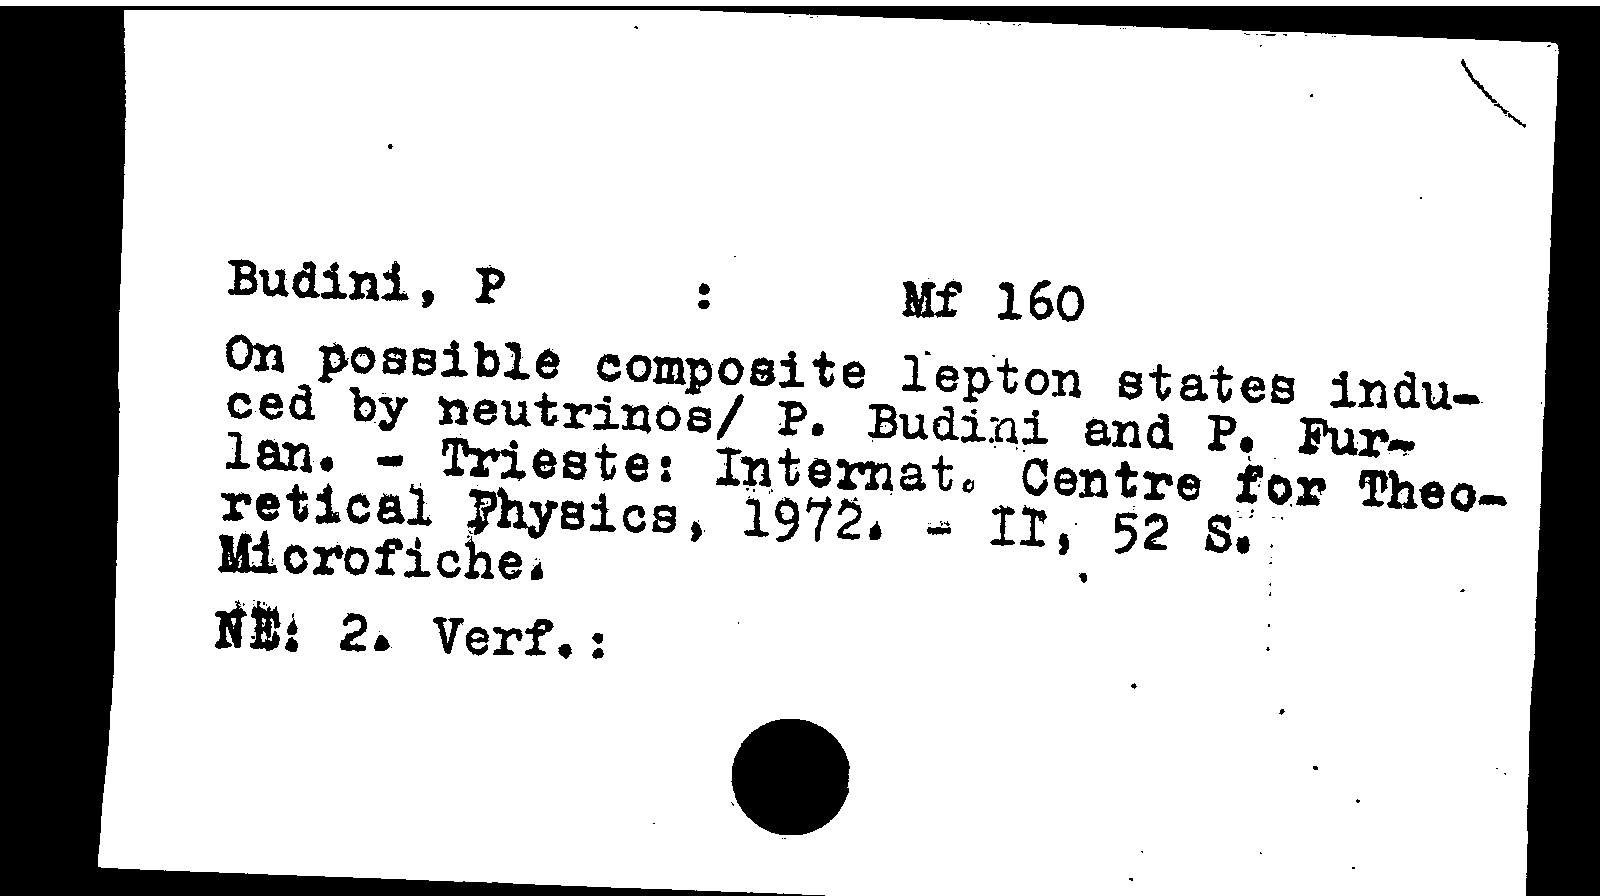 Budini, P : Mf 160
On possible composite lepton states indu-
ced by neutrinos/ P. Budini and P. Fur-
lan. - Trieste: Internat. Centre for Theo-
retical Physics, 1972. - II, 52 S.
Microfiche.
NE: 2. Verf.: